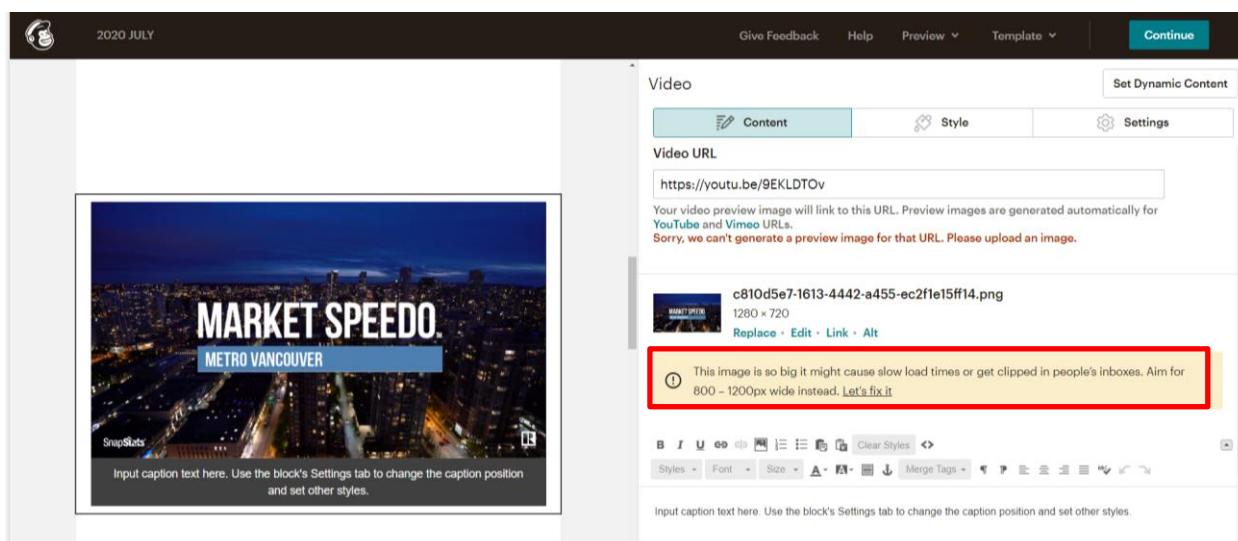 2020 JULY
Give Feedback Help Preview Template Continue
Video
Set Dynamic Content
Content Style Settings
Video URL
https://youtu.be/9EKLDTOv
Your video preview image will link to this URL. Preview images are generated automatically for
YouTube and Vimeo URLs.
Sorry, we can't generate a preview image for that URL. Please upload an image.
c810d5e7-1613-4442-a455-ec2f1e15ff14.png
1280 × 720
Replace · Edit · Link · Alt
This image is so big it might cause slow load times or get clipped in people's inboxes. Aim for
800 – 1200px wide instead. Let's fix it
B I U Clear Styles <>
Styles Font Size A A Merge Tags
Input caption text here. Use the block's Settings tab to change the caption position and set other styles.
MARKET SPEEDO.
METRO VANCOUVER
SnapStats
Input caption text here. Use the block's Settings tab to change the caption position
and set other styles.